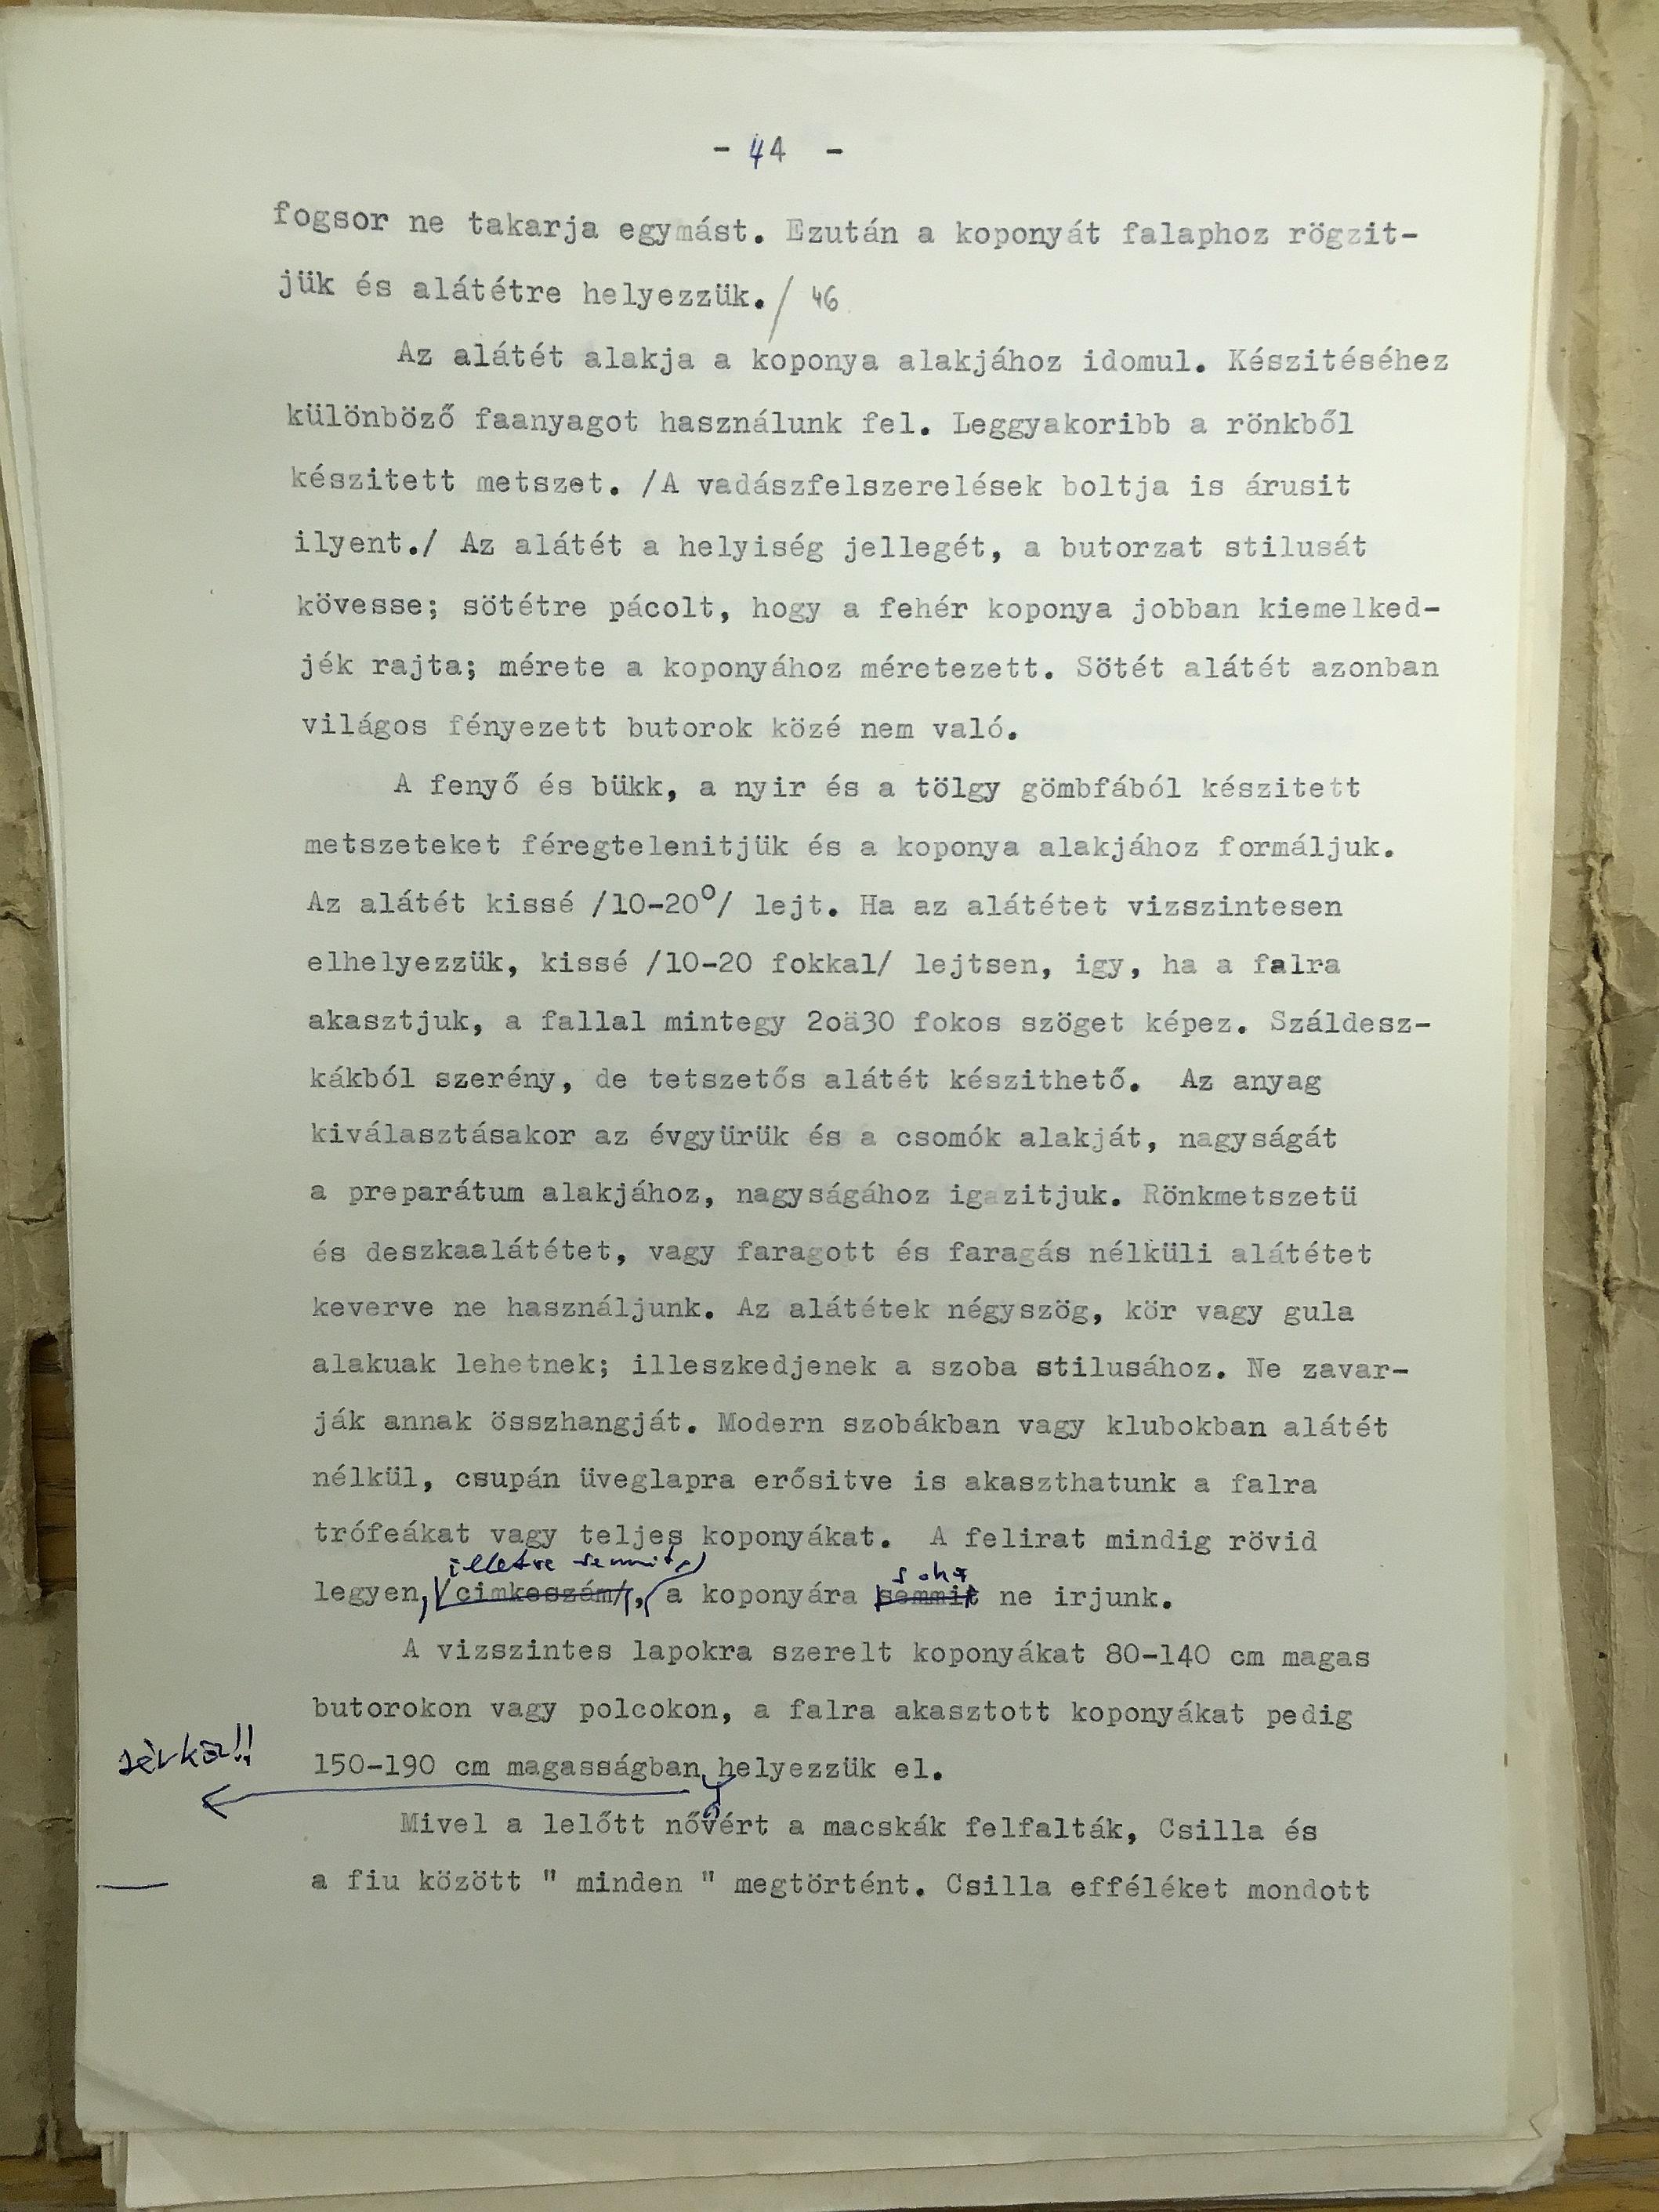 - 44 -
fogsor ne takarja egymást. Ezután a koponyát falaphoz rögzit-
jük és alátétre helyezzük./ 46
Az alátét alakja a koponya alakjához idomul. Készitéséhez
különböző faanyagot használunk fel. Leggyakoribb a rönkből
készitett metszet. /A vadászfelszerelések boltja is árusit
ilyent./ Az alátét a helyiség jellegét, a butorzat stilusát
kövesse; sötétre pácolt, hogy a fehér koponya jobban kiemelked-
jék rajta; mérete a koponyához méretezett. Sötét alátét azonban
világos fényezett butorok közé nem való.
A fenyő és bükk, a nyir és a tölgy gömbfából készitett
metszeteket féregtelenitjük és a koponya alakjához formáljuk.
Az alátét kissé /10-20°/ lejt. Ha az alátétet vizszintesen
elhelyezzük, kissé /10-20 fokkal/ lejtsen, igy, ha a falra
akasztjuk, a fallal mintegy 2oä30 fokos szöget képez. Száldesz-
kákból szerény, de tetszetős alátét készithető. Az anyag
kiválasztásakor az évgyürük és a csomók alakját, nagyságát
a preparátum alakjához, nagyságához igazitjuk. Rönkmetszetü
és deszkaalátétet, vagy faragott és faragás nélküli alátétet
keverve ne használjunk. Az alátétek négyszög, kör vagy gula
alakuak lehetnek; illeszkedjenek a szoba stilusához. Ne zavar-
ják annak összhangját. Modern szobákban vagy klubokban alátét
nélkül, csupán üveglapra erősitve is akaszthatunk a falra
trófeákat vagy teljes koponyákat. A felirat mindig rövid
illetve semmit, soha
legyen, /cimkeszám/, a koponyára semmit ne irjunk.
A vizszintes lapokra szerelt koponyákat 80-140 cm magas
butorokon vagy polcokon, a falra akasztott koponyákat pedig
150-190 cm magasságban helyezzük el.
Mivel a lelőtt nővért a macskák felfalták, Csilla és
a fiu között " minden " megtörtént. Csilla efféléket mondott